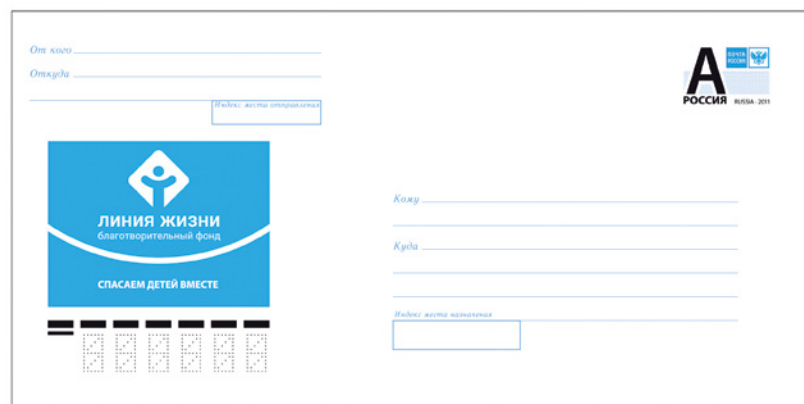 От кого
Откуда
Индекс места отправления
ПОЧТА РОССИИ
А
РОССИЯ RUSSIA · 2011
ЛИНИЯ ЖИЗНИ
благотворительный фонд
СПАСАЕМ ДЕТЕЙ ВМЕСТЕ
Кому
Куда
Индекс места назначения